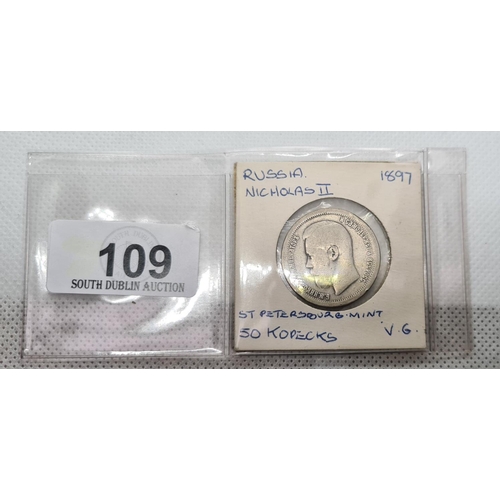 109
SOUTH DUBLIN AUCTION
RUSSIA. 1897
NICHOLAS II
ST PETERSBOURG. MINT
50 KOPECKS V.G.